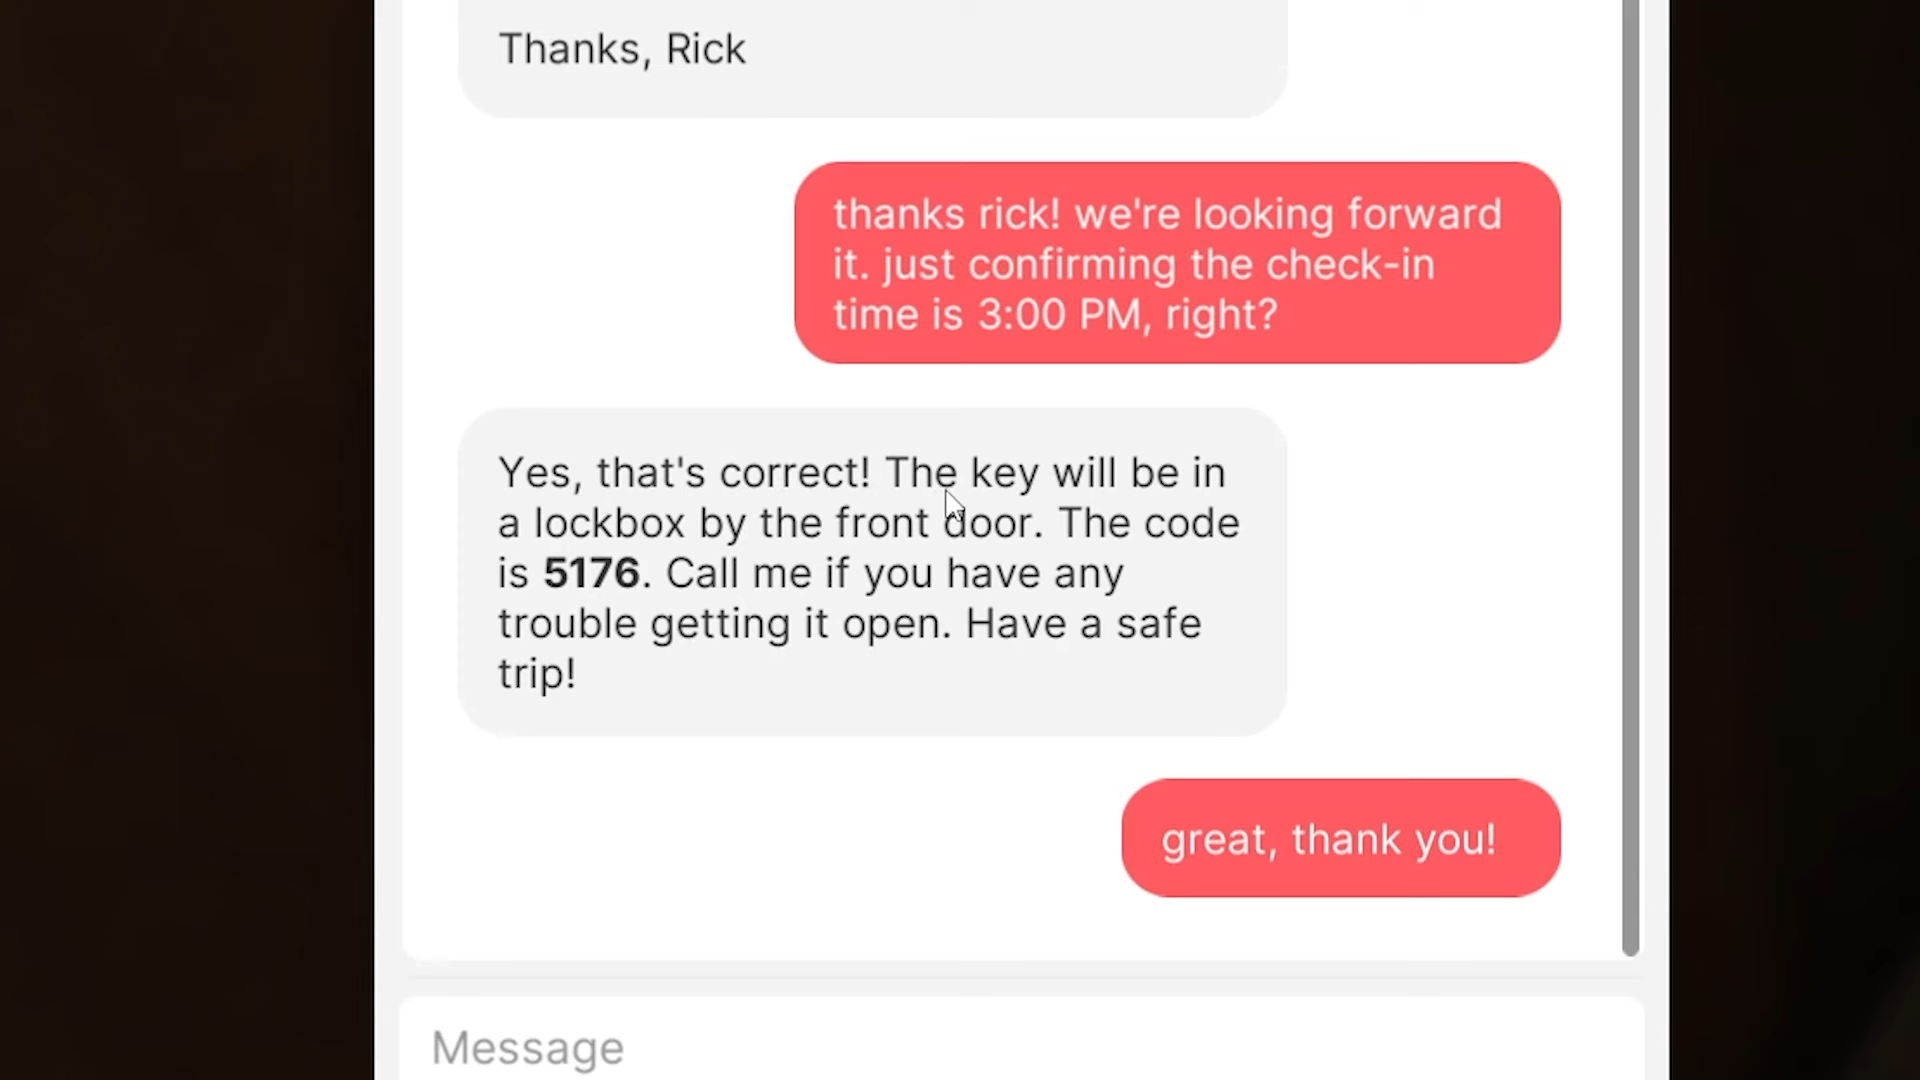 Thanks, Rick
thanks rick! we're looking forward
it. just confirming the check-in
time is 3:00 PM, right?
Yes, that's correct! The key will be in
a lockbox by the front door. The code
is 5176. Call me if you have any
trouble getting it open. Have a safe
trip!
great, thank you!
Message